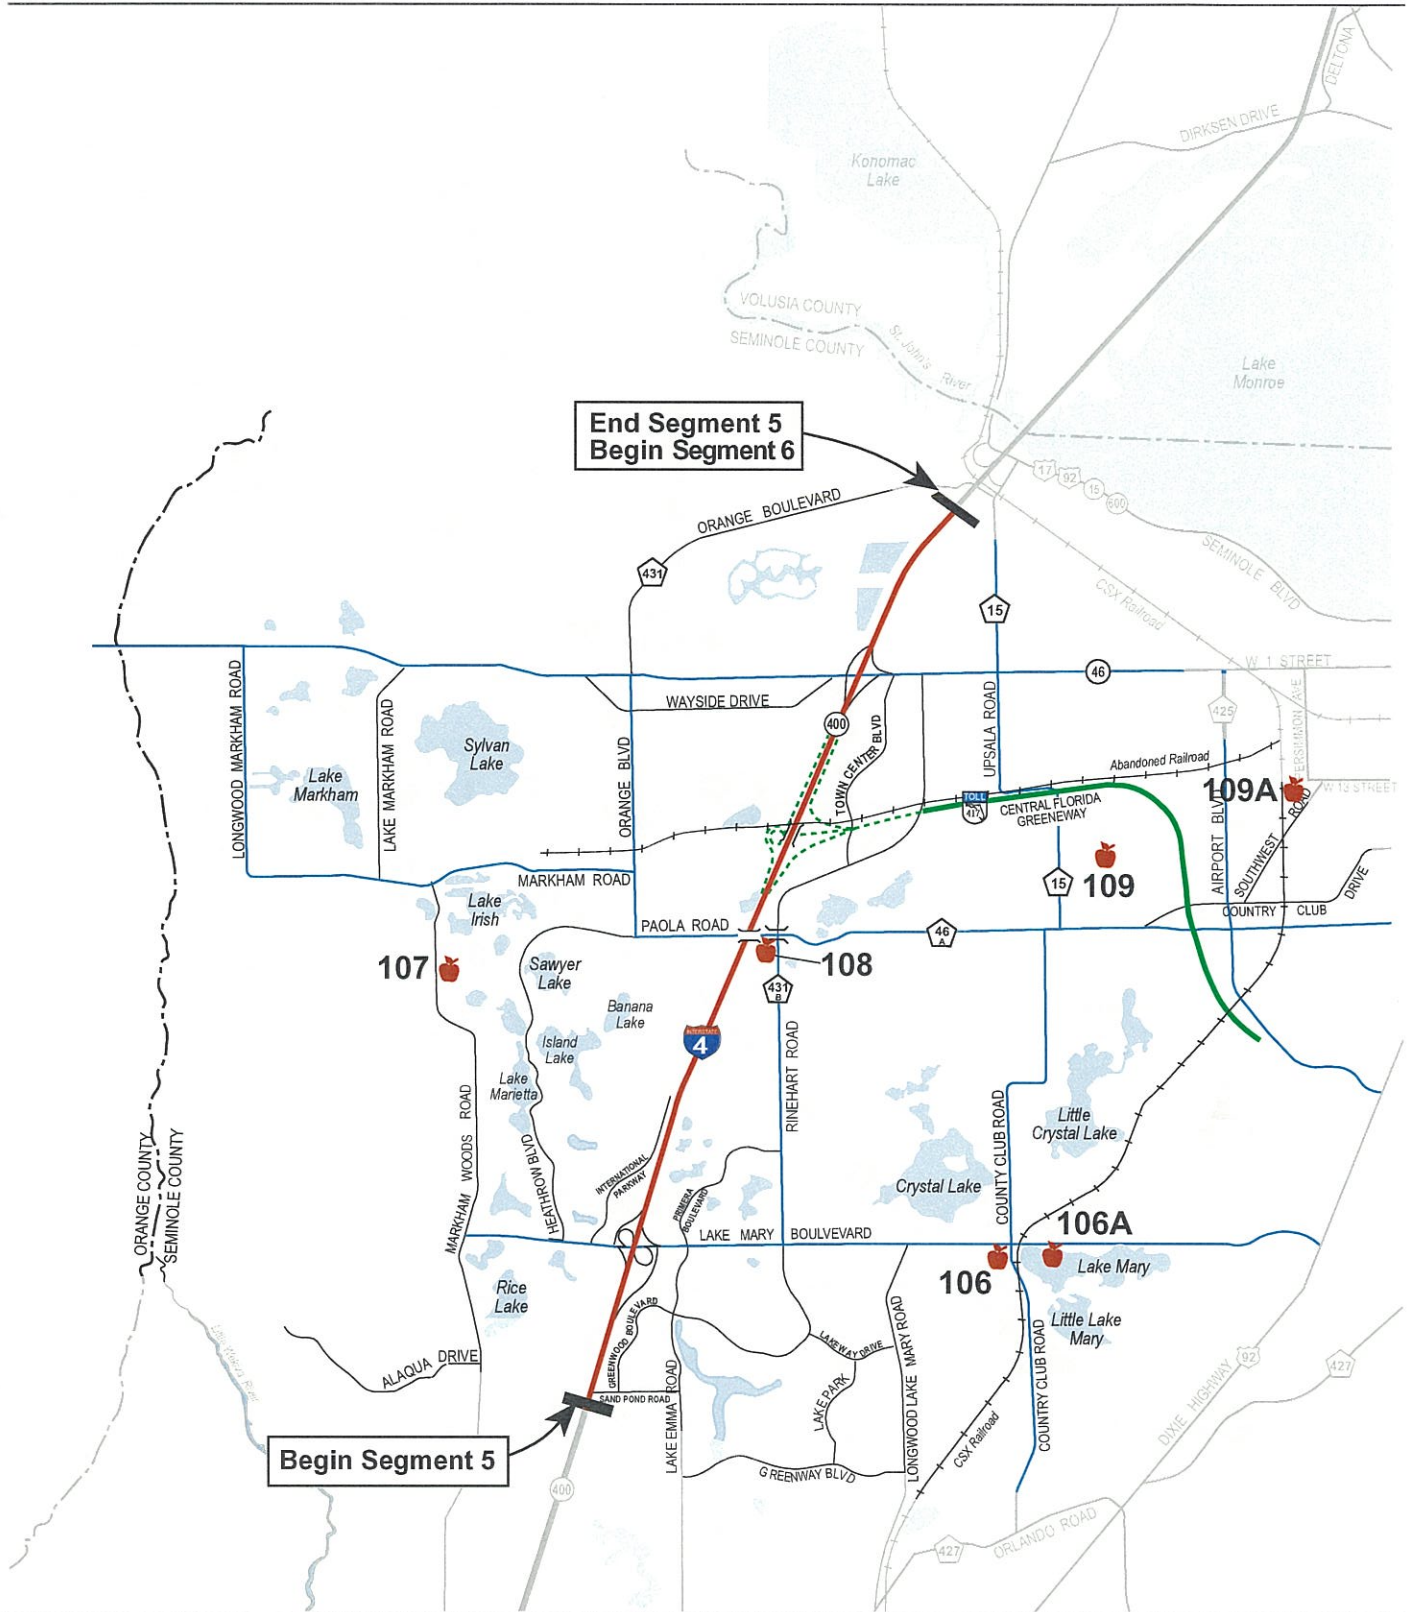 DELTONA
DIRKSEN DRIVE
Konomac
Lake
VOLUSIA COUNTY
SEMINOLE COUNTY
St. John's River
Lake
Monroe
End Segment 5
Begin Segment 6
17
92
15
600
ORANGE BOULEVARD
SEMINOLE BLVD
431
CSX Railroad
15
W 1 STREET
46
LONGWOOD MARKHAM ROAD
LAKE MARKHAM ROAD
WAYSIDE DRIVE
UPSALA ROAD
425
PERSIMMON AVE
400
Sylvan
Lake
ORANGE BLVD
TOWN CENTER BLVD
Abandoned Railroad
Lake
Markham
109A
W 13 STREET
TOLL
417
CENTRAL FLORIDA
GREENEWAY
AIRPORT BLVD
SOUTHWEST ROAD
109
MARKHAM ROAD
15
COUNTRY CLUB DRIVE
Lake
Irish
PAOLA ROAD
46
A
107
Sawyer
Lake
108
431
B
Banana
Lake
Island
Lake
INTERSTATE
4
RINEHART ROAD
Lake
Marietta
MARKHAM WOODS ROAD
HEATHROW BLVD
INTERNATIONAL
PARKWAY
PRIMERA
BOULEVARD
COUNTY CLUB ROAD
Little
Crystal Lake
Crystal Lake
ORANGE COUNTY
SEMINOLE COUNTY
LAKE MARY BOULVEVARD
106A
106
Lake Mary
Rice
Lake
Little Lake
Mary
GREENWOOD BOULEVARD
LAKEWAY DRIVE
LONGWOOD LAKE MARY ROAD
COUNTRY CLUB ROAD
92
427
ALAQUA DRIVE
SAND POND ROAD
LAKE EMMA ROAD
LAKE PARK
DIXIE HIGHWAY
CSX Railroad
Begin Segment 5
GREENWAY BLVD
400
427
ORLANDO ROAD